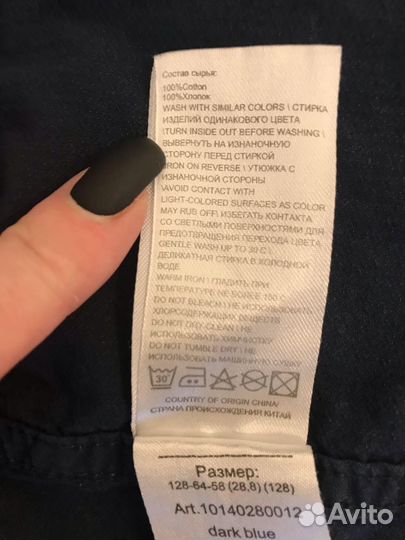 Состав сырья:
100%Cotton
100%Хлопок
WASH WITH SIMILAR COLORS \ СТИРКА
ИЗДЕЛИЙ ОДИНАКОВОГО ЦВЕТА
\TURN INSIDE OUT BEFORE WASHING \
ВЫВЕРНУТЬ НА ИЗНАНОЧНУЮ
СТОРОНУ ПЕРЕД СТИРКОЙ
IRON ON REVERSE \ УТЮЖКА С
ИЗНАНОЧНОЙ СТОРОНЫ
AVOID CONTACT WITH
LIGHT-COLORED SURFACES AS COLOR
MAY RUB OFF\ ИЗБЕГАТЬ КОНТАКТА
СО СВЕТЛЫМИ ПОВЕРХНОСТЯМИ ДЛЯ
ПРЕДОТВРАЩЕНИЯ ПЕРЕХОДА ЦВЕТА
GENTLE WASH UP TO 30 C \
ДЕЛИКАТНАЯ СТИРКА В ХОЛОДНОЙ
ВОДЕ
WARM IRON \ ГЛАДИТЬ ПРИ
ТЕМПЕРАТУРЕ НЕ БОЛЕЕ 150 С
DO NOT BLEACH \ НЕ ИСПОЛЬЗОВАТЬ
ХЛОРСОДЕРЖАЩИХ ВЕЩЕСТВ
DO NOT DRY-CLEAN \ НЕ
ИСПОЛЬЗОВАТЬ ХИМЧИСТКУ
DO NOT TUMBLE DRY \ НЕ
ИСПОЛЬЗОВАТЬ МАШИННУЮ СУШКУ
30°
COUNTRY OF ORIGIN CHINA/
СТРАНА ПРОИСХОЖДЕНИЯ КИТАЙ
Размер:
128-64-58 (28,8) (128)
Art.10140280012
dark blue
Avito